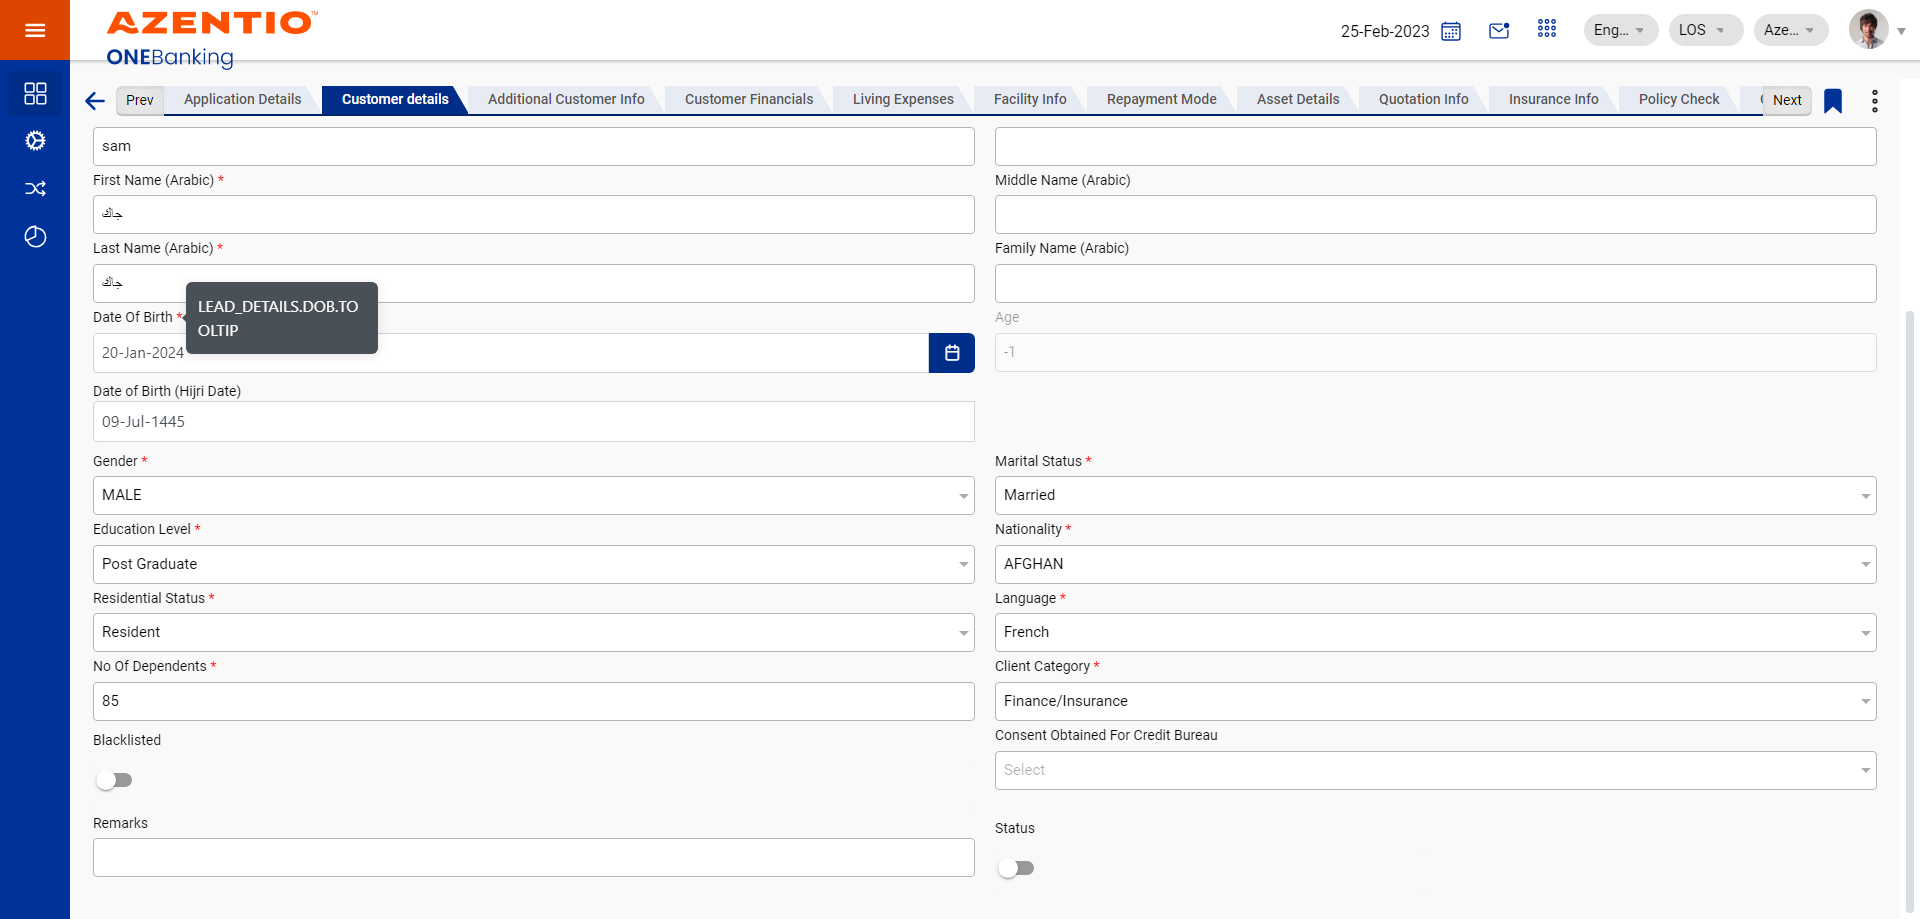 AZENTIO™
ONEBanking
25-Feb-2023
Eng...
LOS
Aze...
Prev
Application Details
Customer details
Additional Customer Info
Customer Financials
Living Expenses
Facility Info
Repayment Mode
Asset Details
Quotation Info
Insurance Info
Policy Check
Next
sam
First Name (Arabic) *
Middle Name (Arabic)
جاك
Last Name (Arabic) *
Family Name (Arabic)
جاك
LEAD_DETAILS.DOB.TO
OLTIP
Date Of Birth *
Age
20-Jan-2024
-1
Date of Birth (Hijri Date)
09-Jul-1445
Gender *
Marital Status *
MALE
Married
Education Level *
Nationality *
Post Graduate
AFGHAN
Residential Status *
Language *
Resident
French
No Of Dependents *
Client Category *
85
Finance/Insurance
Blacklisted
Consent Obtained For Credit Bureau
Select
Remarks
Status